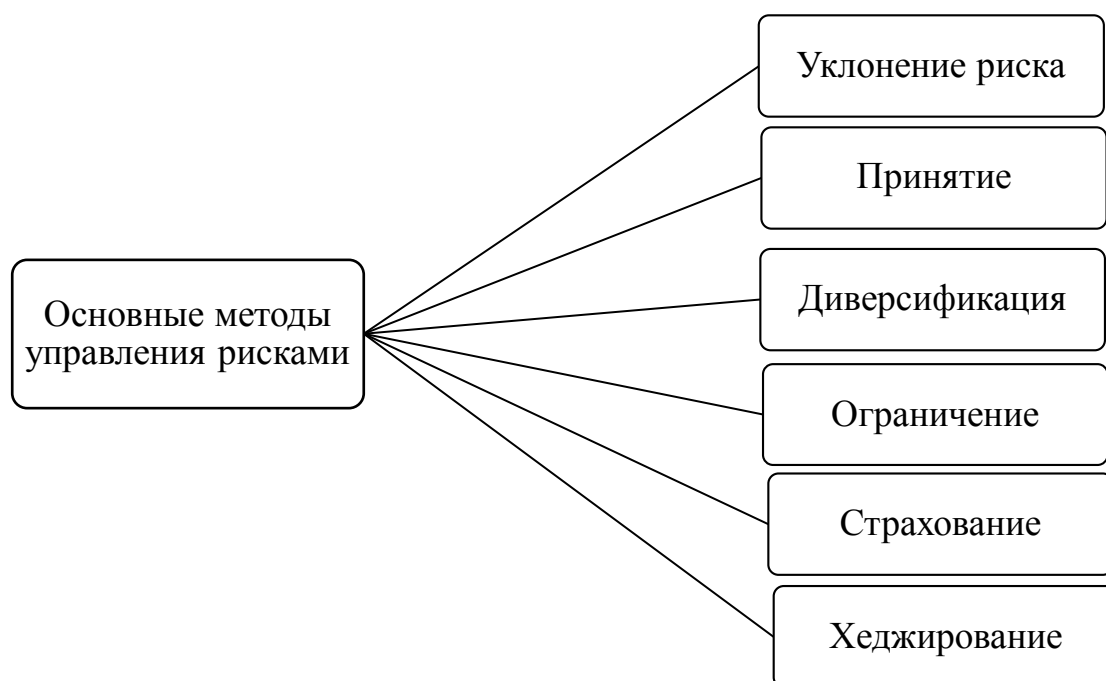 Основные методы
управления рисками
Уклонение риска
Принятие
Диверсификация
Ограничение
Страхование
Хеджирование